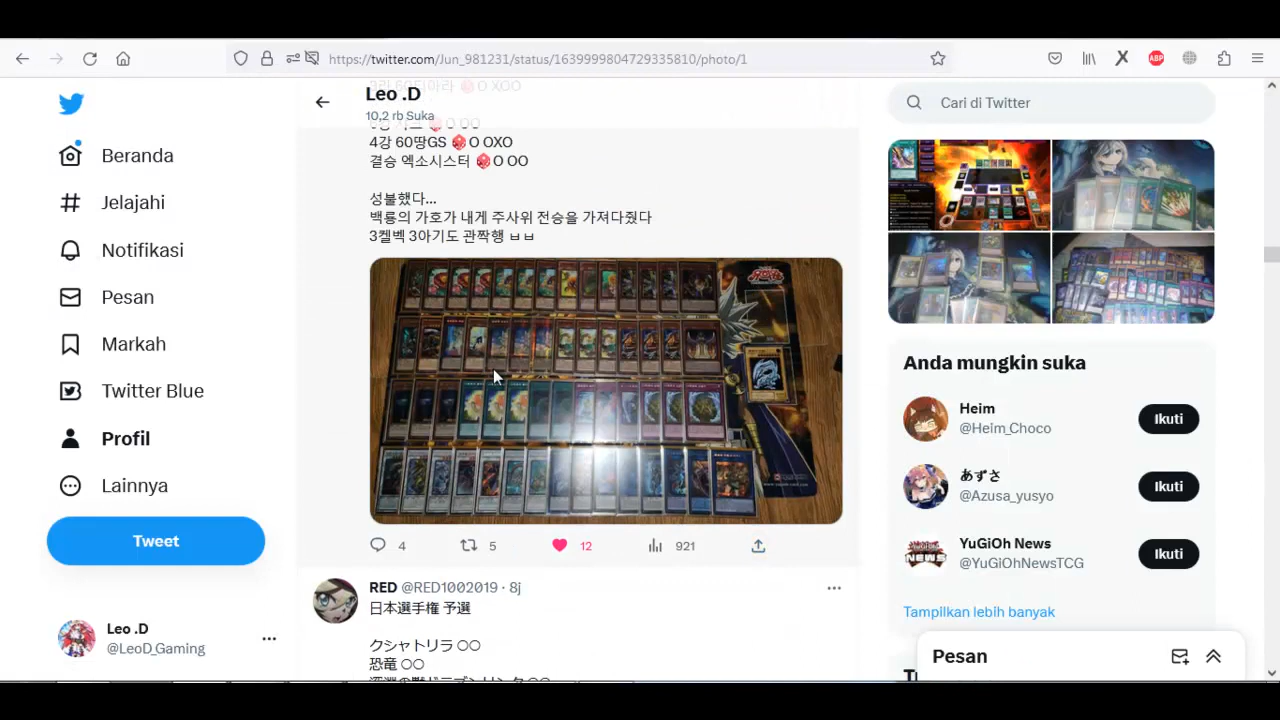 https://twitter.com/Jun_981231/status/1639999804729335810/photo/1
Beranda
Jelajahi
Notifikasi
Pesan
Markah
Twitter Blue
Profil
Lainnya
Tweet
Leo .D
@LeoD_Gaming
Leo .D
10,2 rb Suka
4강 60땅GS O OXO
결승 엑소시스터 O OO
성불했다...
백룡의 가호가 내게 주사위 전승을 가져다줬다
3켈벡 3아기도 관짝행 ㅂㅂ
4
5
12
921
RED @RED1002019 · 8j
日本選手権 予選
クシャトリラ ○○
恐竜 ○○
Cari di Twitter
Anda mungkin suka
Heim
@Heim_Choco
Ikuti
あずさ
@Azusa_yusyo
Ikuti
YuGiOh News
@YuGiOhNewsTCG
Ikuti
Tampilkan lebih banyak
Pesan